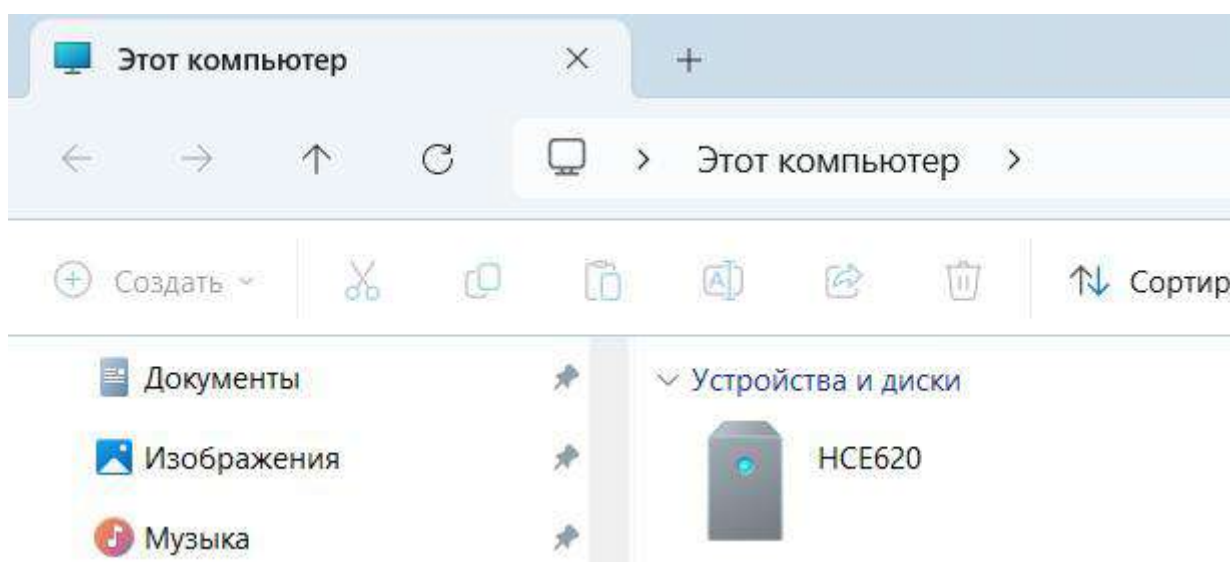 Этот компьютер
Этот компьютер
Создать
Сортир
Документы
Устройства и диски
Изображения
HCE620
Музыка